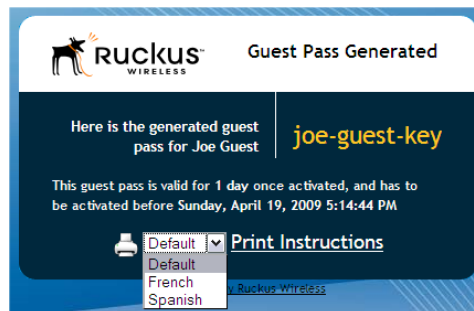 RUCKUS™
WIRELESS
Guest Pass Generated
Here is the generated guest
pass for Joe Guest
joe-guest-key
This guest pass is valid for 1 day once activated, and has to
be activated before Sunday, April 19, 2009 5:14:44 PM
Default Print Instructions
Default
French
Spanish
Ruckus Wireless